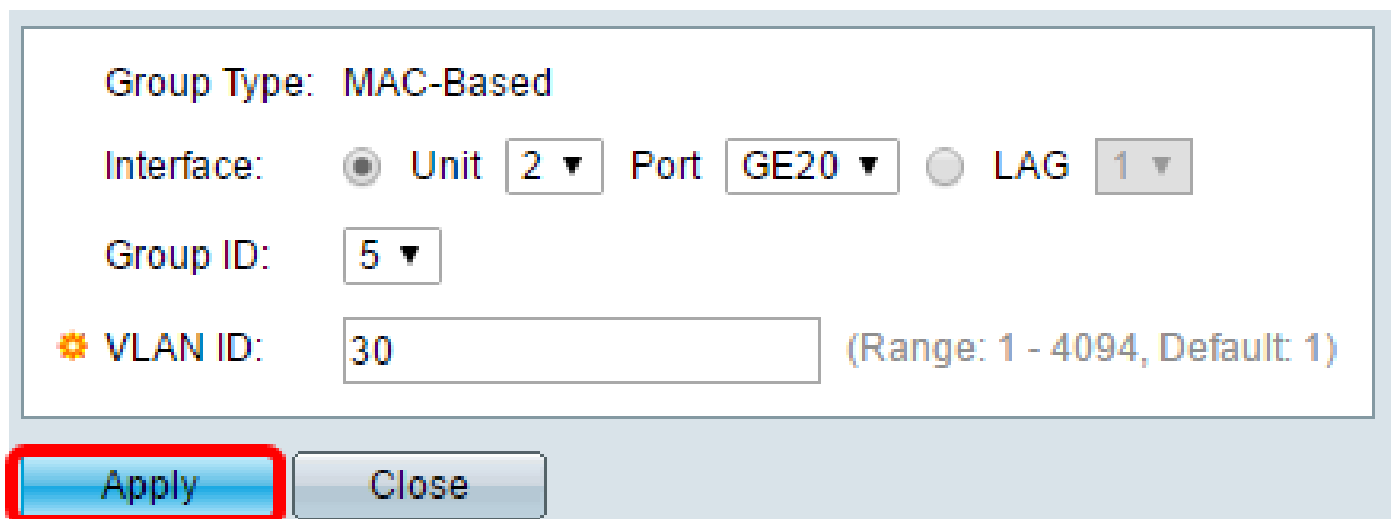 Group Type: MAC-Based
Interface: Unit 2 Port GE20 LAG 1
Group ID: 5
VLAN ID: 30 (Range: 1 - 4094, Default: 1)
Apply Close